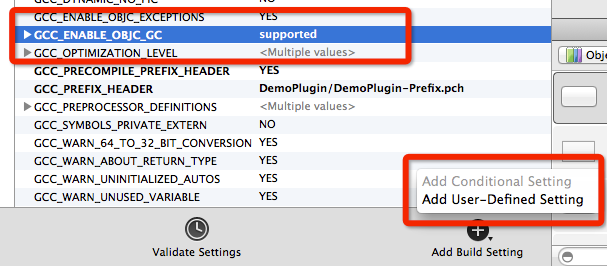 GCC_DYNAMIC_NO_PIC NO
GCC_ENABLE_OBJC_EXCEPTIONS YES
GCC_ENABLE_OBJC_GC supported
GCC_OPTIMIZATION_LEVEL <Multiple values>
GCC_PRECOMPILE_PREFIX_HEADER YES
GCC_PREFIX_HEADER DemoPlugin/DemoPlugin-Prefix.pch
GCC_PREPROCESSOR_DEFINITIONS <Multiple values>
GCC_SYMBOLS_PRIVATE_EXTERN NO
GCC_WARN_64_TO_32_BIT_CONVERSION YES
GCC_WARN_ABOUT_RETURN_TYPE YES
GCC_WARN_UNINITIALIZED_AUTOS YES
GCC_WARN_UNUSED_VARIABLE YES
Obje
Add Conditional Setting
Add User-Defined Setting
Validate Settings
Add Build Setting